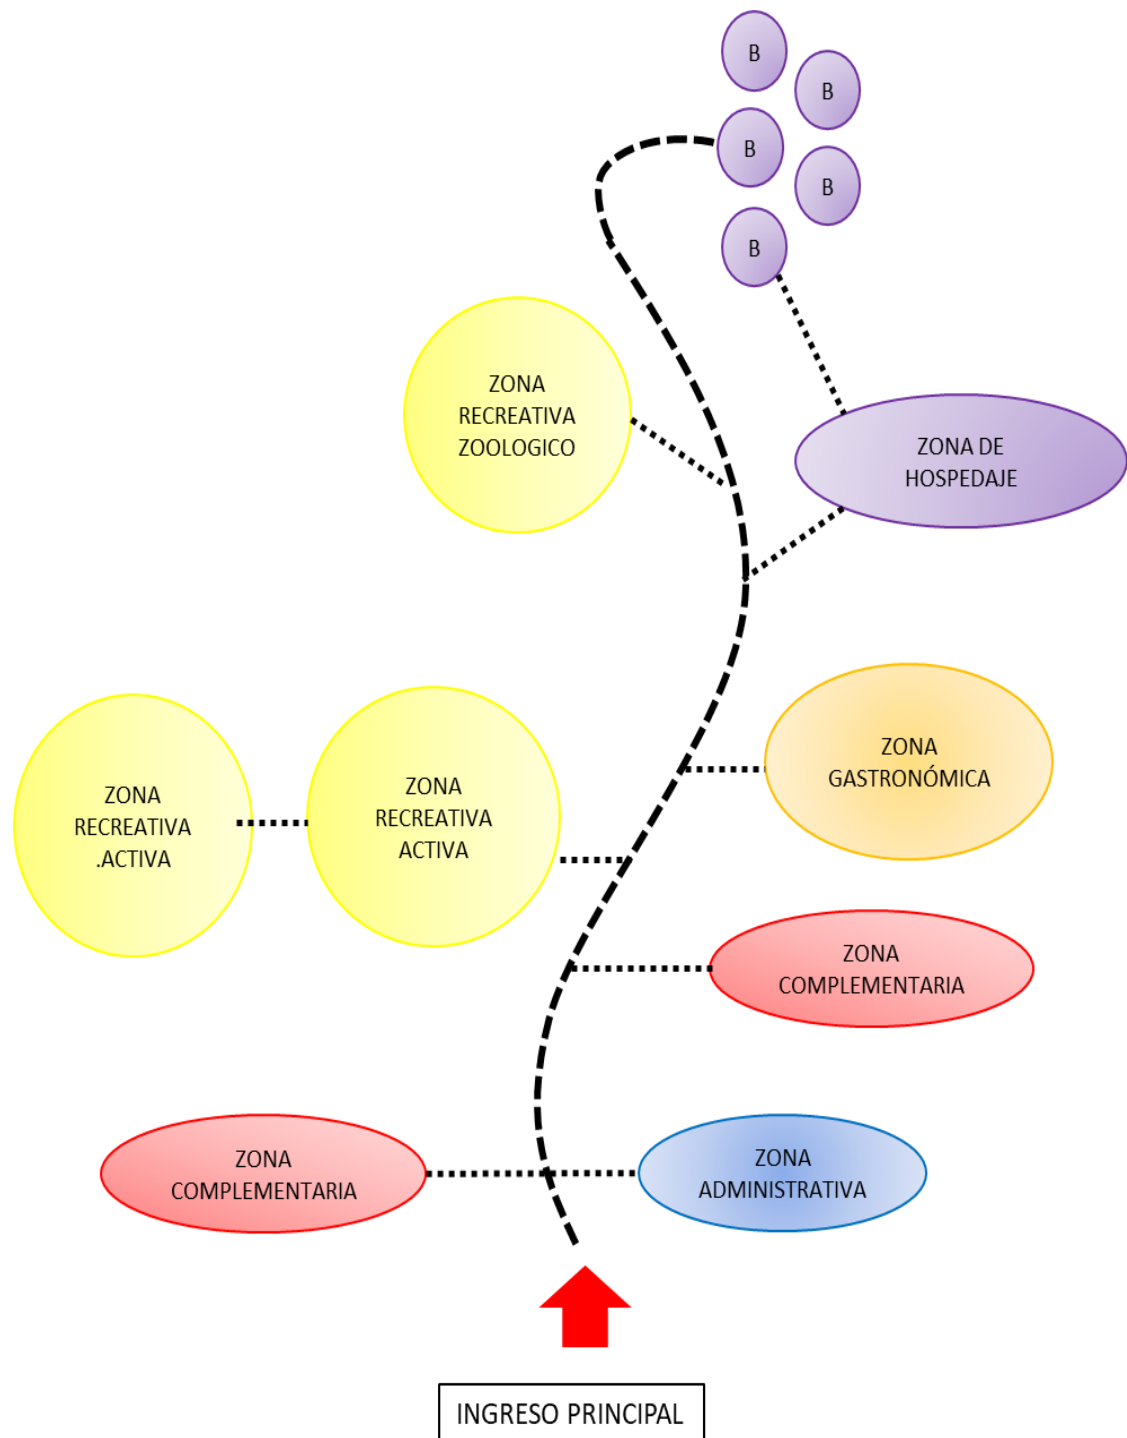 B
B
B
B
B
ZONA
RECREATIVA
ZOOLOGICO
ZONA DE
HOSPEDAJE
ZONA
GASTRONÓMICA
ZONA
RECREATIVA
.ACTIVA
ZONA
RECREATIVA
ACTIVA
ZONA
COMPLEMENTARIA
ZONA
COMPLEMENTARIA
ZONA
ADMINISTRATIVA
INGRESO PRINCIPAL